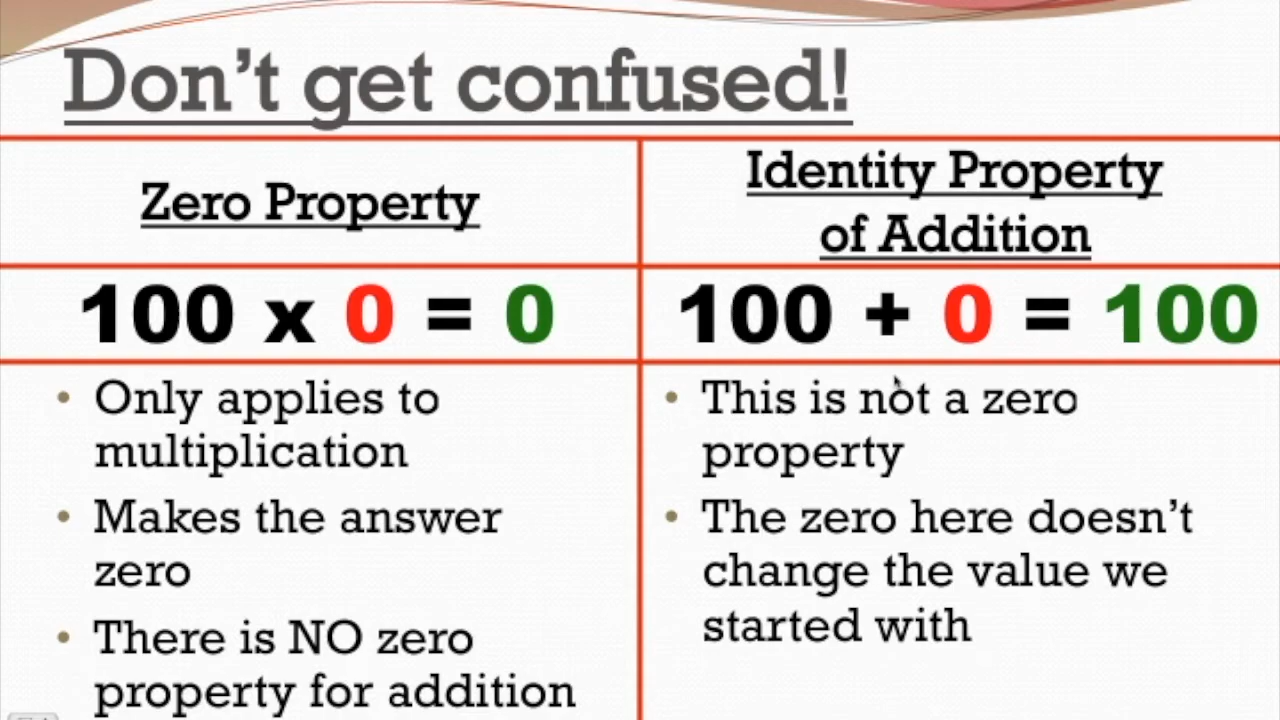 Don't get confused!
Zero Property
Identity Property
of Addition
100 x 0 = 0
100 + 0 = 100
• Only applies to
multiplication
• Makes the answer
zero
• There is NO zero
property for addition
• This is not a zero
property
• The zero here doesn't
change the value we
started with